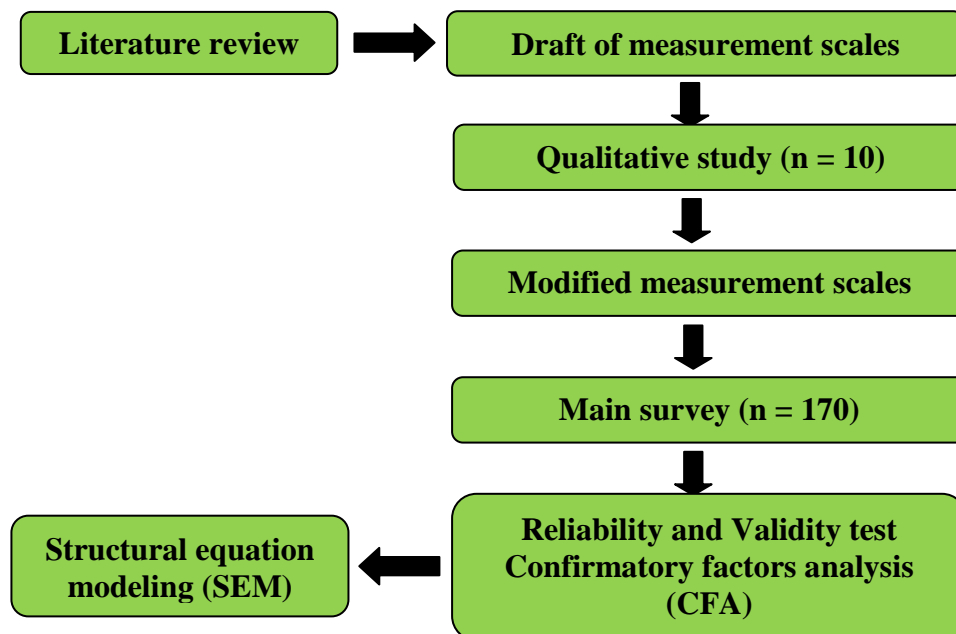 Literature review
Draft of measurement scales
Qualitative study (n = 10)
Modified measurement scales
Main survey (n = 170)
Reliability and Validity test
Confirmatory factors analysis
(CFA)
Structural equation
modeling (SEM)